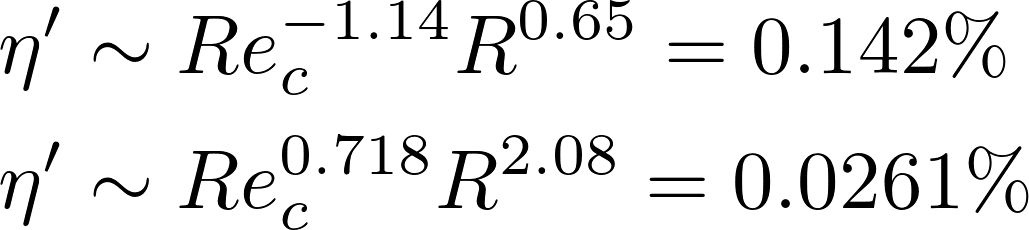 η′ ∼ Re_c^{−1.14} R^{0.65} = 0.142%
η′ ∼ Re_c^{0.718} R^{2.08} = 0.0261%